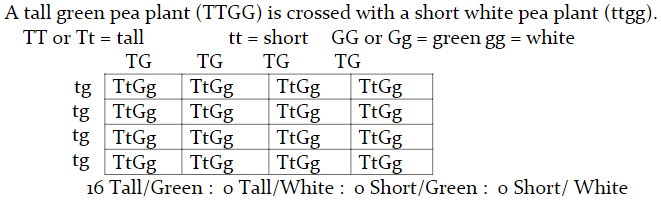 A tall green pea plant (TTGG) is crossed with a short white pea plant (ttgg).
TT or Tt = tall tt = short GG or Gg = green gg = white
TG TG TG TG
tg TtGg TtGg TtGg TtGg
tg TtGg TtGg TtGg TtGg
tg TtGg TtGg TtGg TtGg
tg TtGg TtGg TtGg TtGg
16 Tall/Green : 0 Tall/White : 0 Short/Green : 0 Short/ White